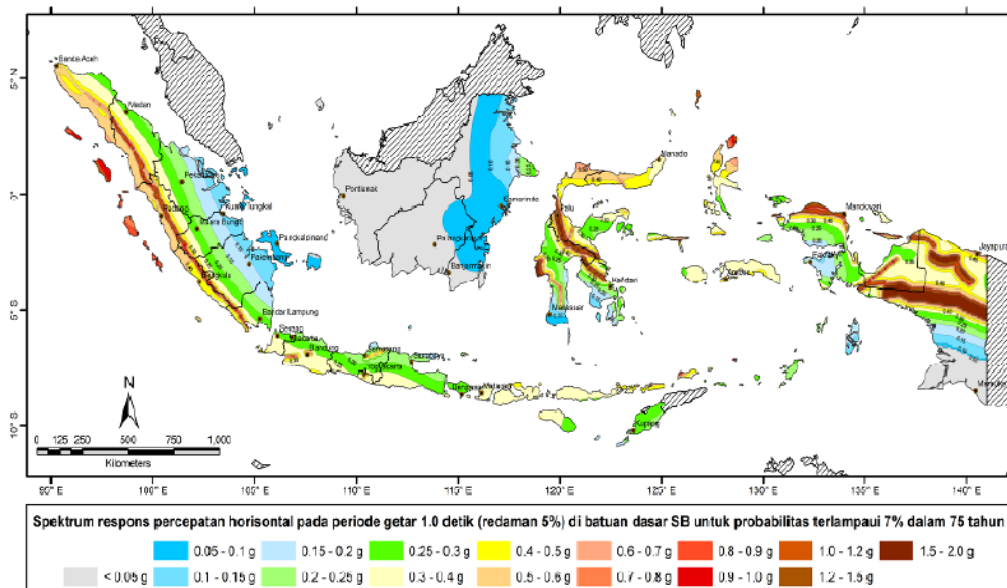 Banda Aceh
5° N
Medan
Manado
Pekanbaru
0°
Pontianak
Samarinda
Manokwari
Padang
Kuala Tungkal
Palu
Muara Bungo
Pangkalpinang
Jayapura
Palangkaraya
Palembang
Banjarmasin
Kendari
Ambon
Bengkulu
5° S
Makassar
Bandar Lampung
Serang
Jakarta
Bandung
Semarang
Surabaya
Yogyakarta
Denpasar
Mataram
N
10° S
Kupang
0 125 250 500 750 1,000
Kilometers
95° E 100° E 105° E 110° E 115° E 120° E 125° E 130° E 135° E 140° E
Spektrum respons percepatan horisontal pada periode getar 1.0 detik (redaman 5%) di batuan dasar SB untuk probabilitas terlampaui 7% dalam 75 tahun
0.05 - 0.1 g 0.15 - 0.2 g 0.25 - 0.3 g 0.4 - 0.5 g 0.6 - 0.7 g 0.8 - 0.9 g 1.0 - 1.2 g 1.5 - 2.0 g
< 0.05 g 0.1 - 0.15 g 0.2 - 0.25 g 0.3 - 0.4 g 0.5 - 0.6 g 0.7 - 0.8 g 0.9 - 1.0 g 1.2 - 1.5 g